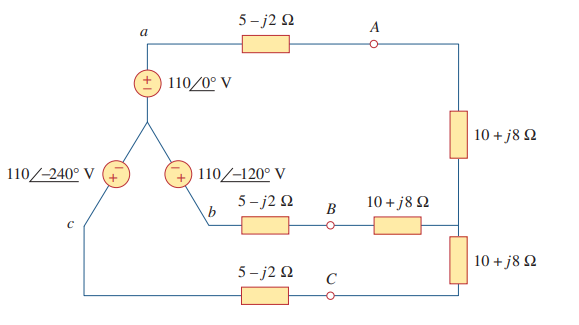 5 – j2 Ω
A
a
+
–
110/0° V
10 + j8 Ω
110/–240° V
–
+
–
+
110/–120° V
5 – j2 Ω
10 + j8 Ω
b
B
c
5 – j2 Ω
C
10 + j8 Ω